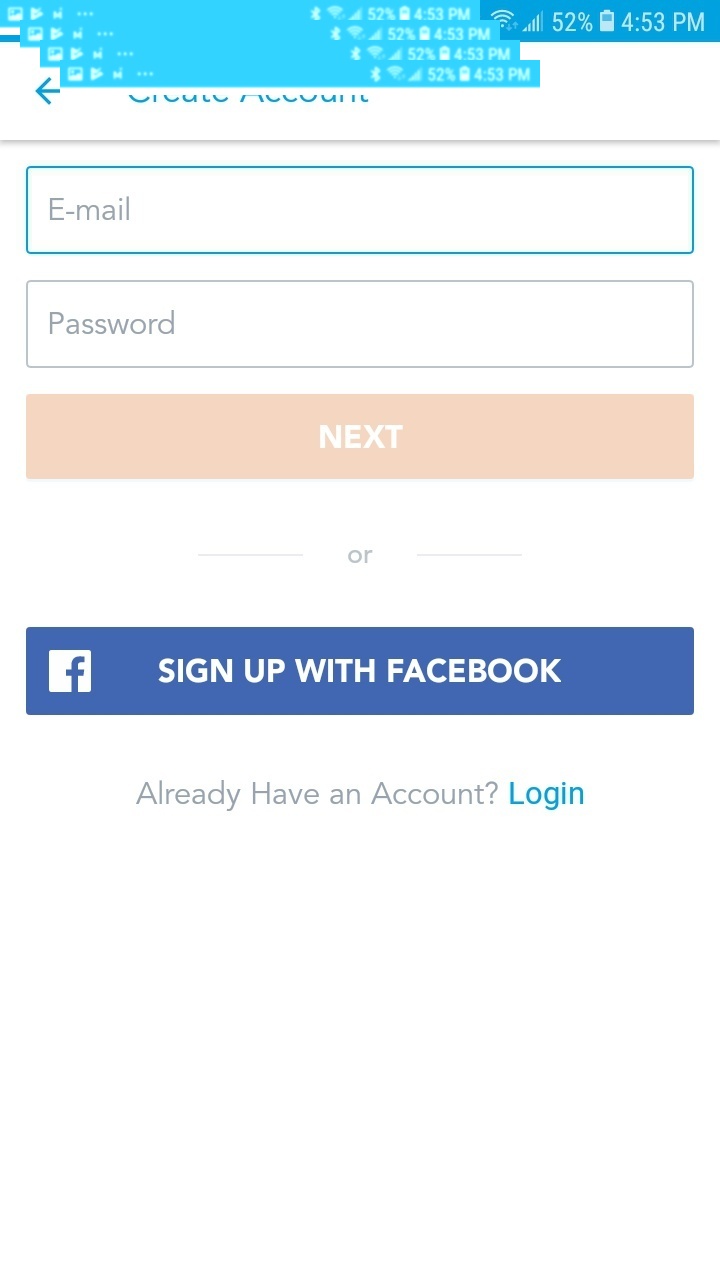 52% 4:53 PM
52% 4:53 PM
52% 4:53 PM
52% 4:53 PM
52% 4:53 PM
Create Account
E-mail
Password
NEXT
or
SIGN UP WITH FACEBOOK
Already Have an Account? Login